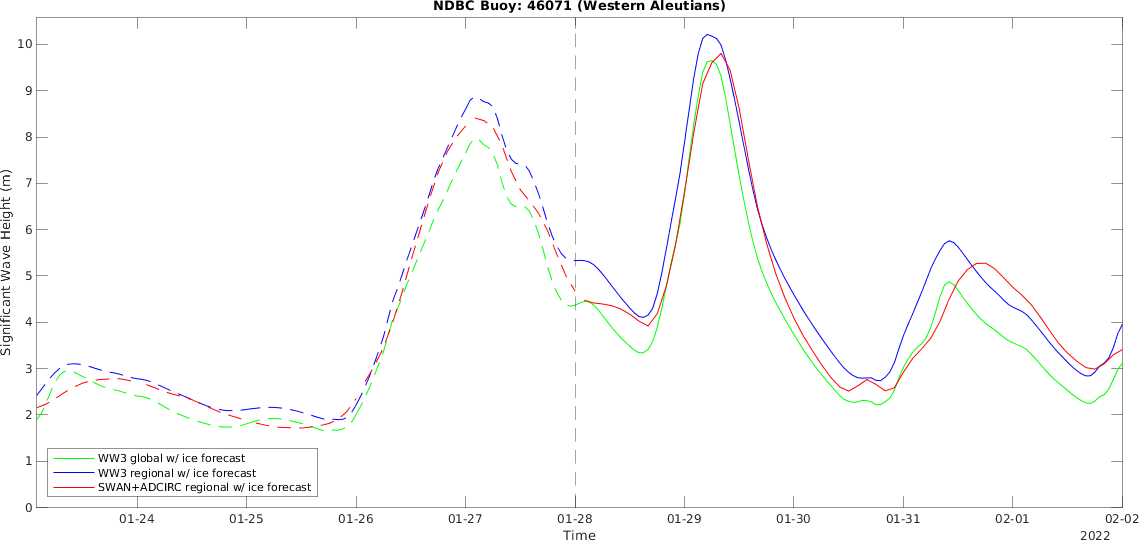 NDBC Buoy: 46071 (Western Aleutians)
Significant Wave Height (m)
10
9
8
7
6
5
4
3
2
1
0
WW3 global w/ ice forecast
WW3 regional w/ ice forecast
SWAN+ADCIRC regional w/ ice forecast
01-24 01-25 01-26 01-27 01-28 01-29 01-30 01-31 02-01 02-02
Time
2022